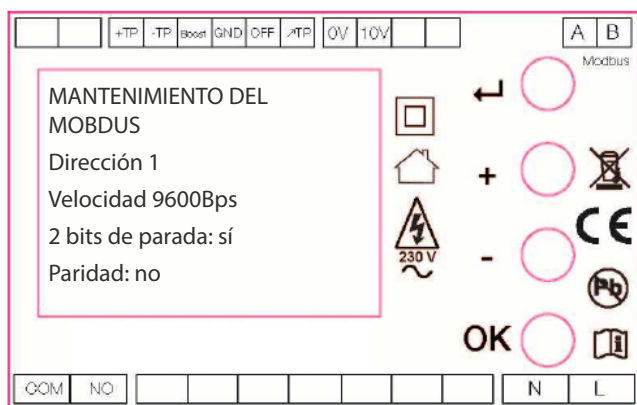 +TP -TP Boost GND OFF ↗TP 0V 10V A B
Modbus
MANTENIMIENTO DEL
MOBDUS
Dirección 1
Velocidad 9600Bps
2 bits de parada: sí
Paridad: no
+
230 V
-
CE
Pb
OK
i
COM NO N L